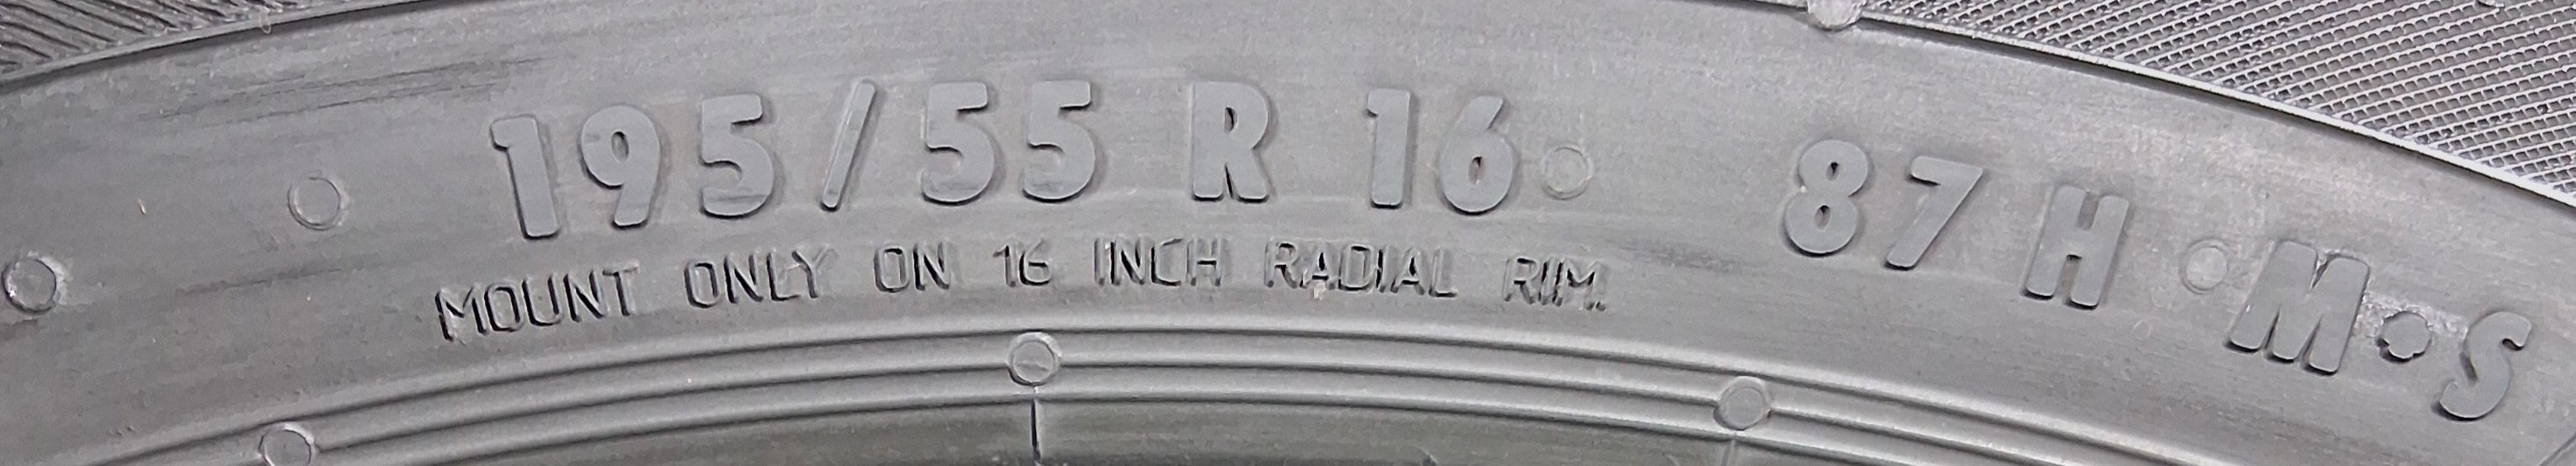 195/55 R 16 87 H M•S
MOUNT ONLY ON 16 INCH RADIAL RIM.